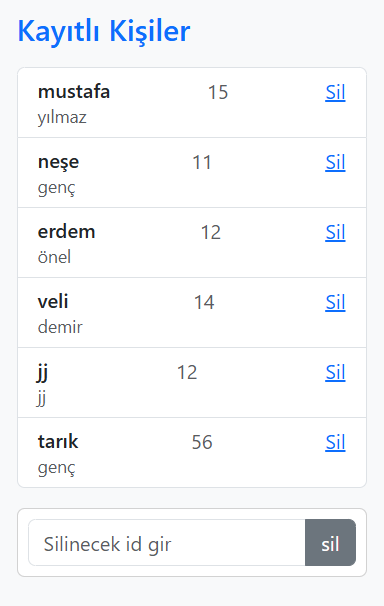 Kayıtlı Kişiler
mustafa 15 Sil
yılmaz
neşe 11 Sil
genç
erdem 12 Sil
önel
veli 14 Sil
demir
jj 12 Sil
jj
tarık 56 Sil
genç
Silinecek id gir sil